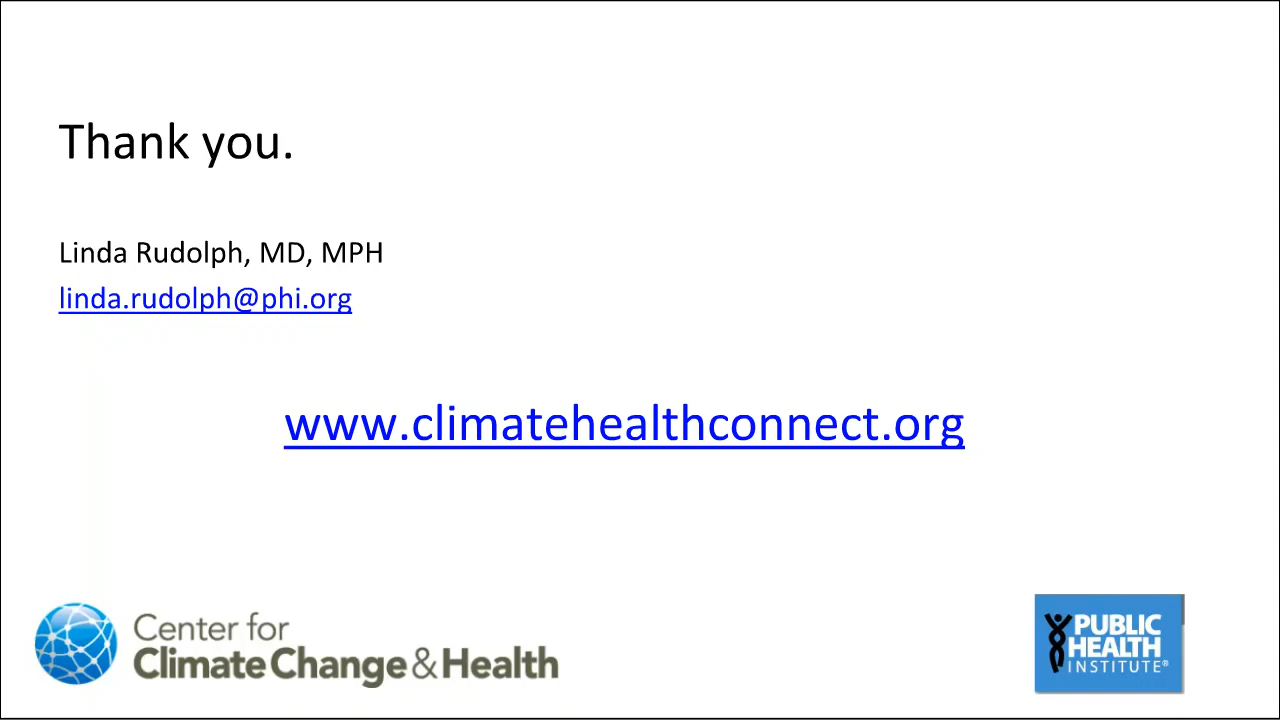 Thank you.
Linda Rudolph, MD, MPH
linda.rudolph@phi.org
www.climatehealthconnect.org
Center for
Climate Change & Health
PUBLIC
HEALTH
INSTITUTE®